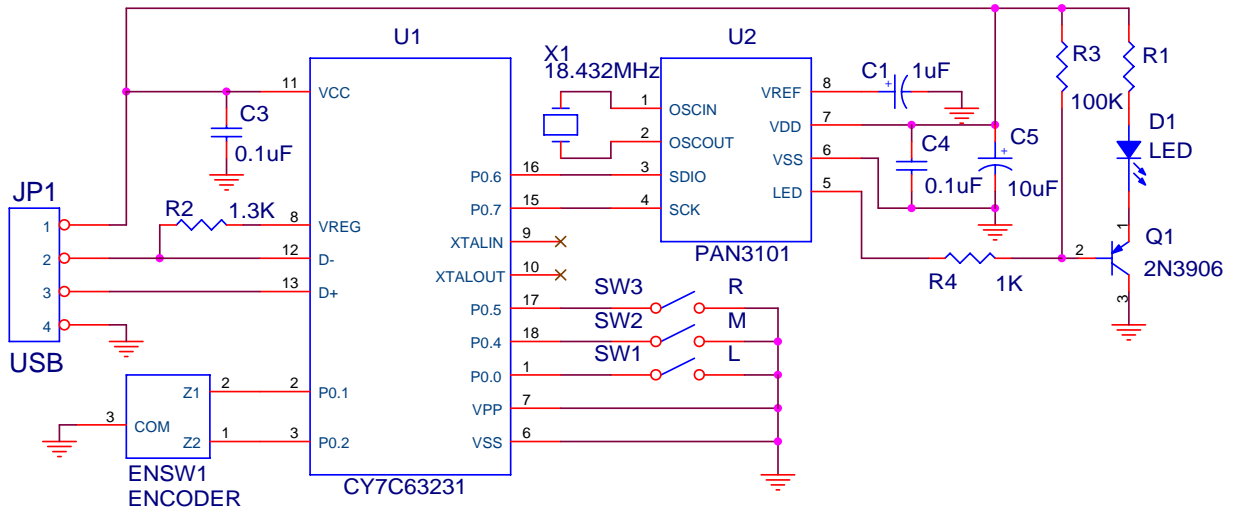 U1
U2
X1
18.432MHz
C1
1uF
R3
100K
R1
D1
LED
11
VCC
C3
0.1uF
1
OSCIN
2
OSCOUT
3
SDIO
4
SCK
VREF
8
VDD
7
VSS
6
LED
5
C4
0.1uF
C5
10uF
+
+
16
P0.6
15
P0.7
JP1
1
2
3
4
USB
R2
1.3K
8
VREG
12
D-
13
D+
9
XTALIN
10
XTALOUT
PAN3101
R4
1K
2
1
3
Q1
2N3906
17
P0.5
SW3
R
18
P0.4
SW2
M
1
P0.0
SW1
L
7
VPP
6
VSS
3
COM
Z1
2
Z2
1
2
P0.1
3
P0.2
ENSW1
ENCODER
CY7C63231